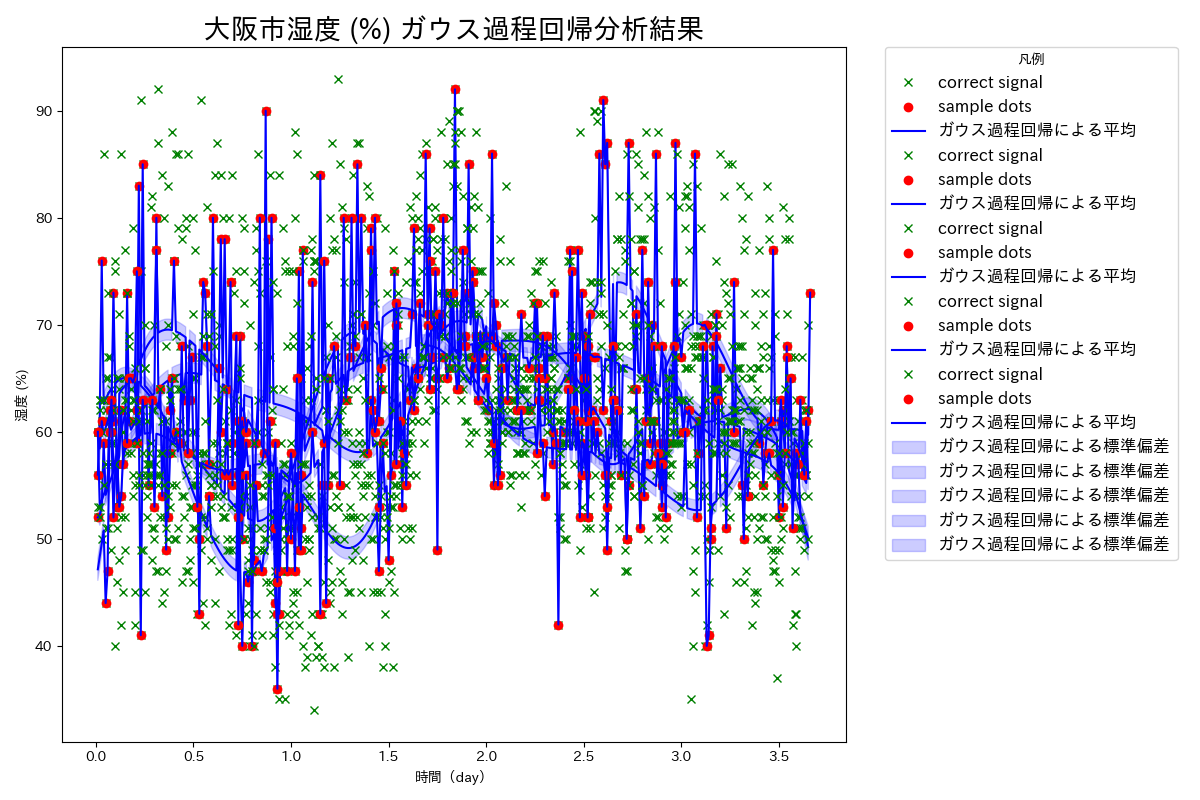 大阪市湿度 (%) ガウス過程回帰分析結果
湿度 (%)
90
80
70
60
50
40
0.0 0.5 1.0 1.5 2.0 2.5 3.0 3.5
時間（day）
凡例
correct signal
sample dots
ガウス過程回帰による平均
correct signal
sample dots
ガウス過程回帰による平均
correct signal
sample dots
ガウス過程回帰による平均
correct signal
sample dots
ガウス過程回帰による平均
correct signal
sample dots
ガウス過程回帰による平均
ガウス過程回帰による標準偏差
ガウス過程回帰による標準偏差
ガウス過程回帰による標準偏差
ガウス過程回帰による標準偏差
ガウス過程回帰による標準偏差